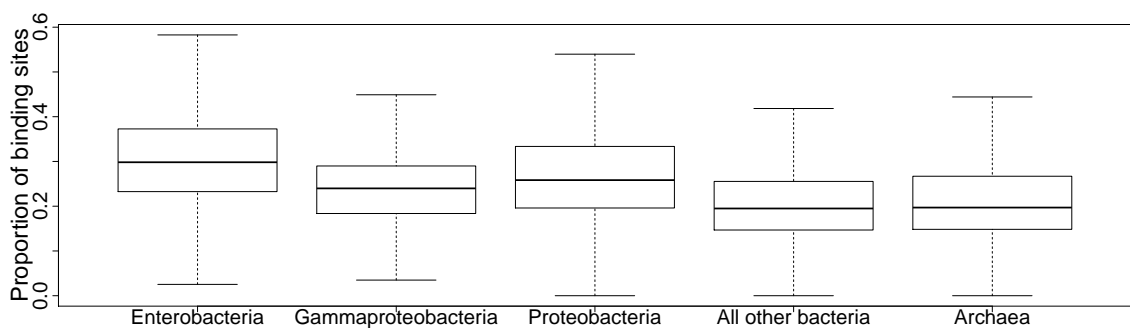 Proportion of binding sites
0.6
0.4
0.2
0.0
Enterobacteria
Gammaproteobacteria
Proteobacteria
All other bacteria
Archaea